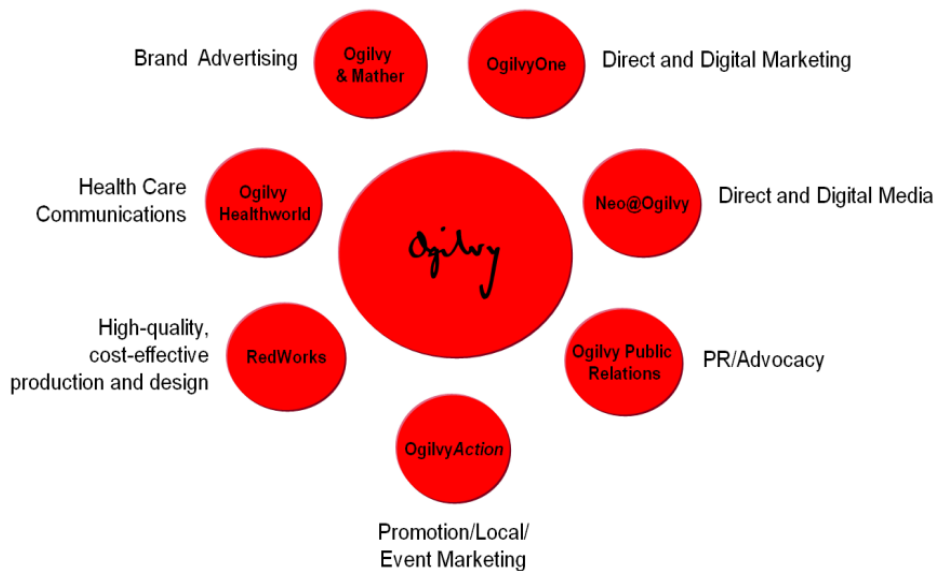 Brand Advertising
Ogilvy
& Mather
OgilvyOne
Direct and Digital Marketing
Health Care
Communications
Ogilvy
Healthworld
Neo@Ogilvy
Direct and Digital Media
Ogilvy
High-quality,
cost-effective
production and design
RedWorks
Ogilvy Public
Relations
PR/Advocacy
OgilvyAction
Promotion/Local/
Event Marketing